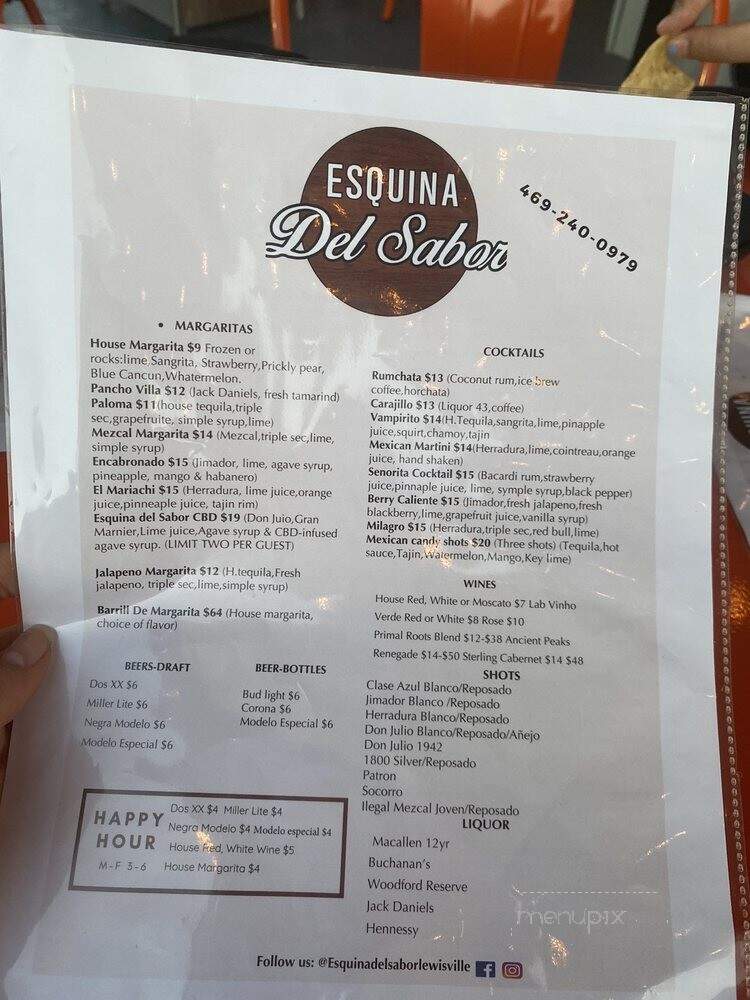 ESQUINA
Del Sabor
469-240-0979
• MARGARITAS
House Margarita $9 Frozen or
rocks:lime,Sangrita, Strawberry,Prickly pear,
Blue Cancun,Whatermelon.
Pancho Villa $12 (Jack Daniels, fresh tamarind)
Paloma $11(house tequila,triple
sec,grapefruite, simple syrup,lime)
Mezcal Margarita $14 (Mezcal,triple sec,lime,
simple syrup)
Encabronado $15 (Jimador, lime, agave syrup,
pineapple, mango & habanero)
El Mariachi $15 (Herradura, lime juice,orange
juice,pinneaple juice, tajin rim)
Esquina del Sabor CBD $19 (Don Juio,Gran
Marnier,Lime juice,Agave syrup & CBD-infused
agave syrup. (LIMIT TWO PER GUEST)
Jalapeno Margarita $12 (H.tequila,Fresh
jalapeno, triple sec,lime,simple syrup)
Barrill De Margarita $64 (House margarita,
choice of flavor)
BEERS-DRAFT
Dos XX $6
Miller Lite $6
Negra Modelo $6
Modelo Especial $6
BEER-BOTTLES
Bud light $6
Corona $6
Modelo Especial $6
HAPPY
HOUR
M-F 3-6
Dos XX $4 Miller Lite $4
Negra Modelo $4 Modelo especial $4
House Red, White Wine $5
House Margarita $4
COCKTAILS
Rumchata $13 (Coconut rum,ice brew
coffee,horchata)
Carajillo $13 (Liquor 43,coffee)
Vampirito $14(H.Tequila,sangrita,lime,pinapple
juice,squirt,chamoy,tajin
Mexican Martini $14(Herradura,lime,cointreau,orange
juice, hand shaken)
Senorita Cocktail $15 (Bacardi rum,strawberry
juice,pinnaple juice, lime, symple syrup,black pepper)
Berry Caliente $15 (Jimador,fresh jalapeno,fresh
blackberry,lime,grapefruit juice,vanilla syrup)
Milagro $15 (Herradura,triple sec,red bull,lime)
Mexican candy shots $20 (Three shots) (Tequila,hot
sauce,Tajin,Watermelon,Mango,Key lime)
WINES
House Red, White or Moscato $7 Lab Vinho
Verde Red or White $8 Rose $10
Primal Roots Blend $12-$38 Ancient Peaks
Renegade $14-$50 Sterling Cabernet $14 $48
SHOTS
Clase Azul Blanco/Reposado
Jimador Blanco /Reposado
Herradura Blanco/Reposado
Don Julio Blanco/Reposado/Añejo
Don Julio 1942
1800 Silver/Reposado
Patron
Socorro
Ilegal Mezcal Joven/Reposado
LIQUOR
Macallen 12yr
Buchanan's
Woodford Reserve
Jack Daniels
Hennessy
menupix
Follow us: @Esquinadelsaborlewisville